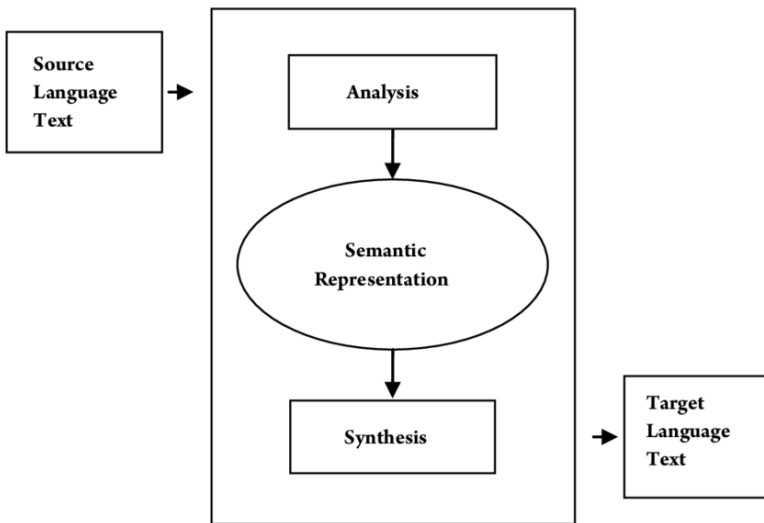 Source
Language
Text
Analysis
Semantic
Representation
Synthesis
Target
Language
Text